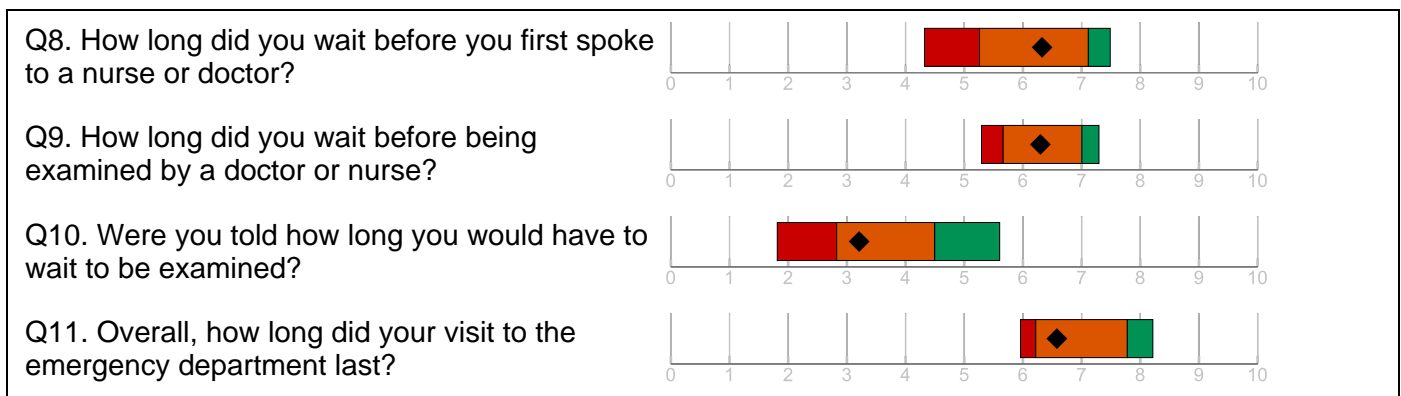 Q8. How long did you wait before you first spoke
to a nurse or doctor?
0 1 2 3 4 5 6 7 8 9 10
Q9. How long did you wait before being
examined by a doctor or nurse?
0 1 2 3 4 5 6 7 8 9 10
Q10. Were you told how long you would have to
wait to be examined?
0 1 2 3 4 5 6 7 8 9 10
Q11. Overall, how long did your visit to the
emergency department last?
0 1 2 3 4 5 6 7 8 9 10